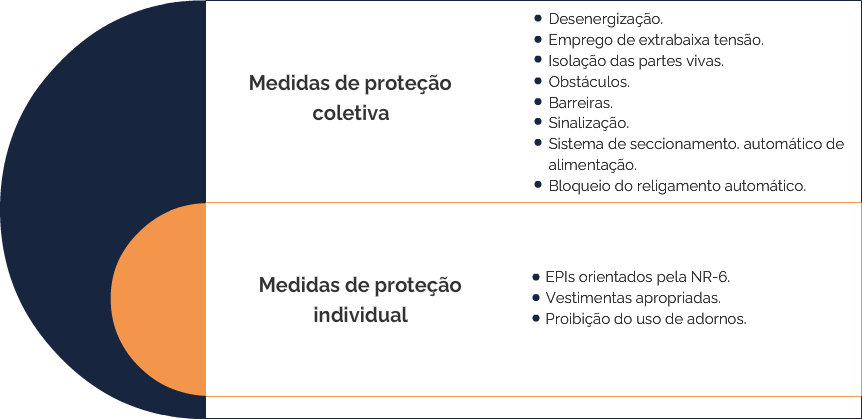 Medidas de proteção
coletiva
Desenergização.
Emprego de extrabaixa tensão.
Isolação das partes vivas.
Obstáculos.
Barreiras.
Sinalização.
Sistema de seccionamento. automático de
alimentação.
Bloqueio do religamento automático.
Medidas de proteção
individual
EPIs orientados pela NR-6.
Vestimentas apropriadas.
Proibição do uso de adornos.